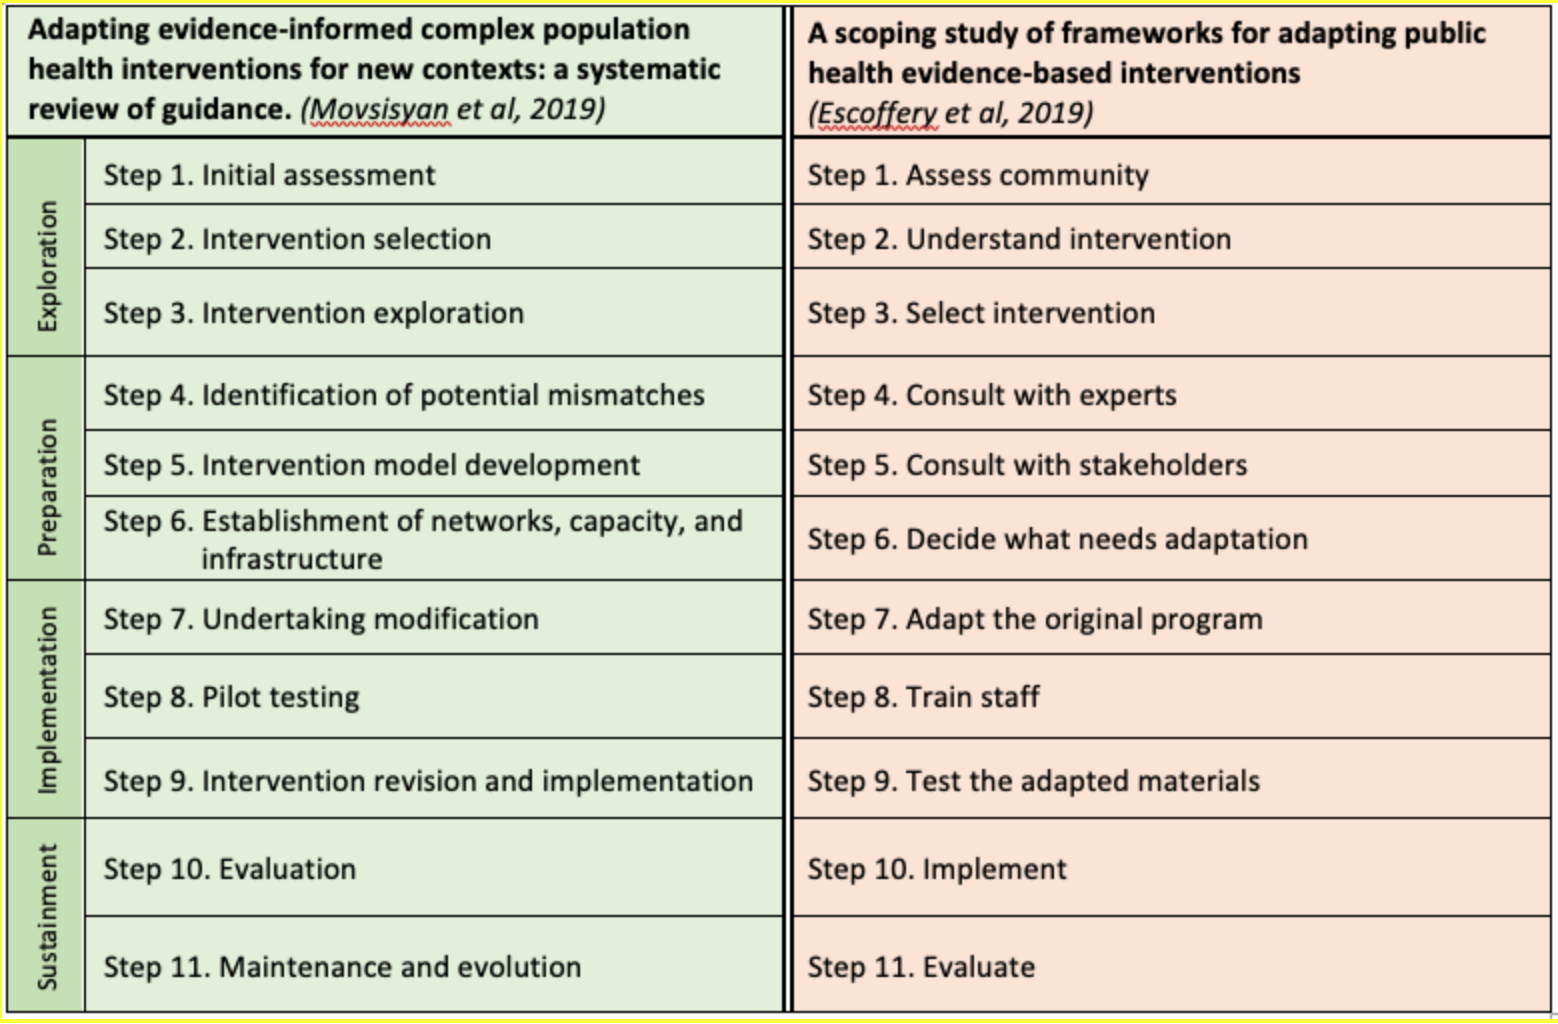 Adapting evidence-informed complex population
health interventions for new contexts: a systematic
review of guidance. (Movsisyan et al, 2019)
A scoping study of frameworks for adapting public
health evidence-based interventions
(Escoffery et al, 2019)
Exploration
Step 1. Initial assessment
Step 1. Assess community
Step 2. Intervention selection
Step 2. Understand intervention
Step 3. Intervention exploration
Step 3. Select intervention
Preparation
Step 4. Identification of potential mismatches
Step 4. Consult with experts
Step 5. Intervention model development
Step 5. Consult with stakeholders
Step 6. Establishment of networks, capacity, and
infrastructure
Step 6. Decide what needs adaptation
Implementation
Step 7. Undertaking modification
Step 7. Adapt the original program
Step 8. Pilot testing
Step 8. Train staff
Step 9. Intervention revision and implementation
Step 9. Test the adapted materials
Sustainment
Step 10. Evaluation
Step 10. Implement
Step 11. Maintenance and evolution
Step 11. Evaluate